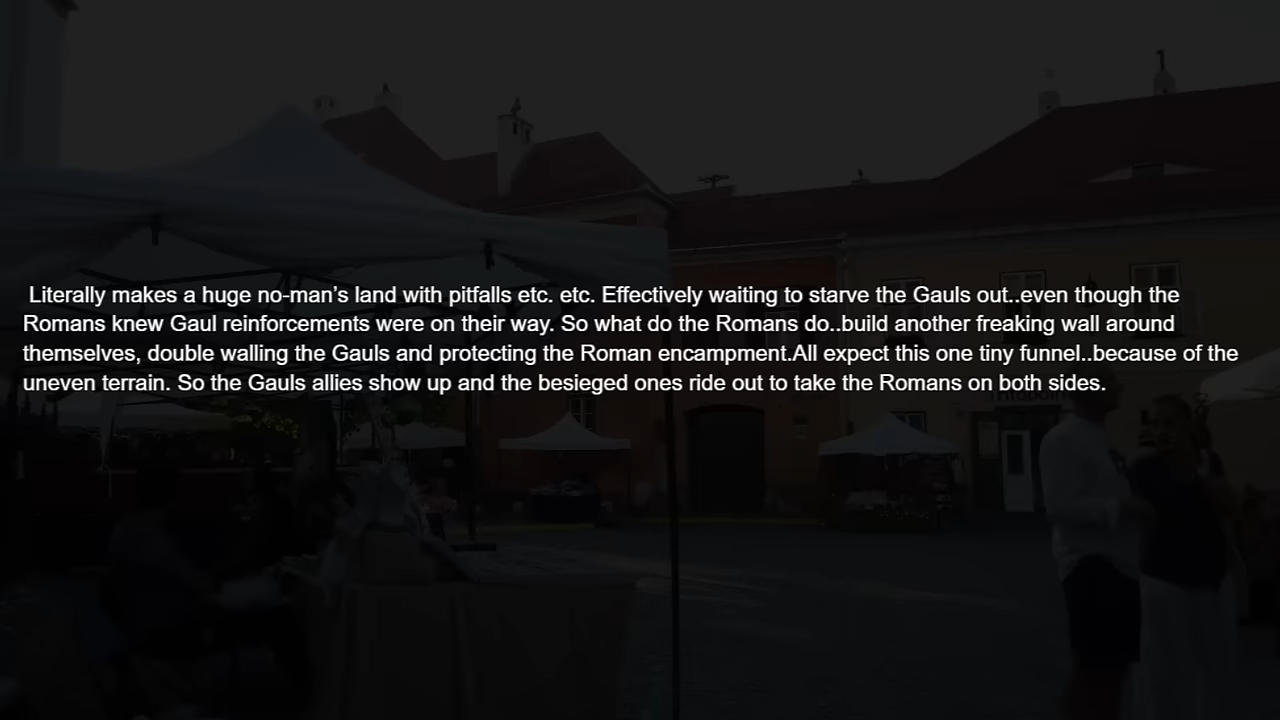 Literally makes a huge no-man’s land with pitfalls etc. etc. Effectively waiting to starve the Gauls out..even though the
Romans knew Gaul reinforcements were on their way. So what do the Romans do..build another freaking wall around
themselves, double walling the Gauls and protecting the Roman encampment.All expect this one tiny funnel..because of the
uneven terrain. So the Gauls allies show up and the besieged ones ride out to take the Romans on both sides.